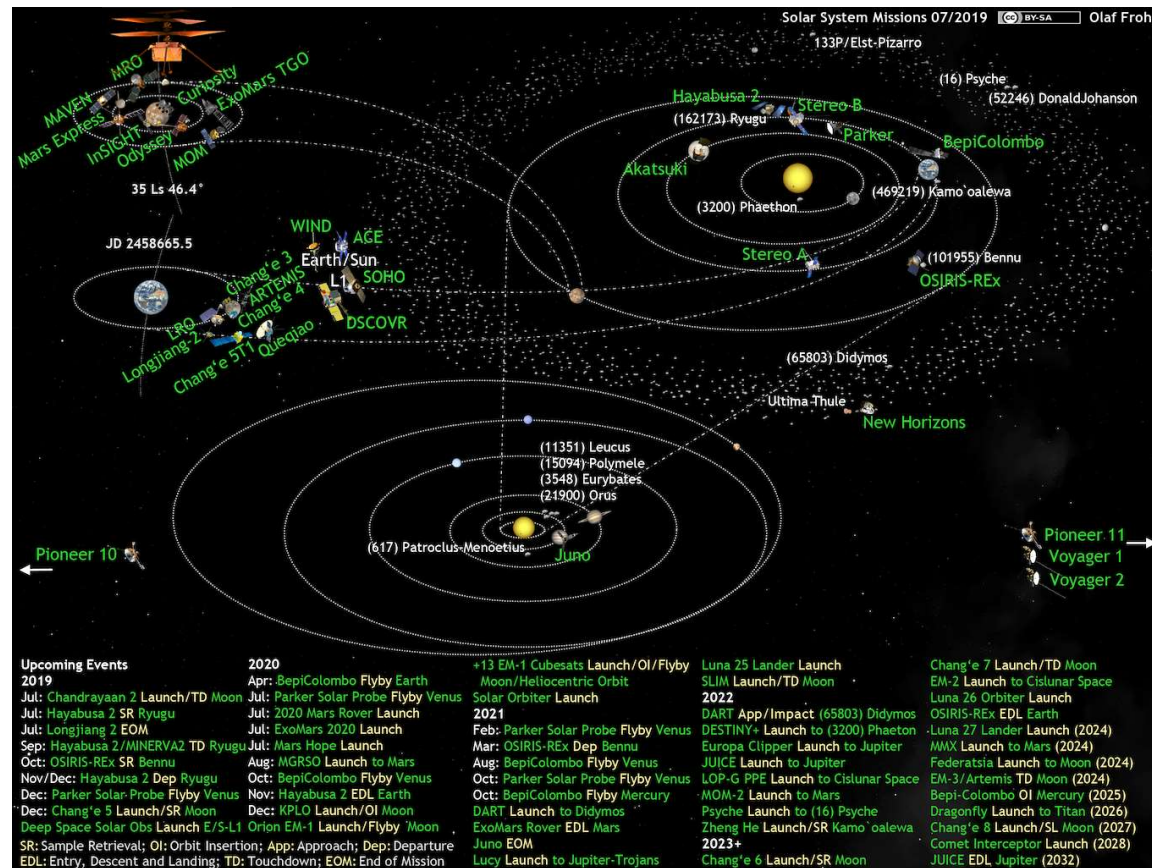 Solar System Missions 07/2019
CC BY-SA
Olaf Froh
133P/Elst-Pizarro
(16) Psyche
(52246) DonaldJohanson
MRO
Curiosity
ExoMars TGO
MAVEN
Mars Express
InSIGHT
Odyssey
MOM
35 Ls 46.4°
JD 2458665.5
Hayabusa 2
Stereo B
(162173) Ryugu
Parker
BepiColombo
Akatsuki
(469219) Kamo`oalewa
(3200) Phaethon
Stereo A
(101955) Bennu
OSIRIS-REx
WIND
ACE
Earth/Sun
L1
SOHO
DSCOVR
Chang‘e 3
ARTEMIS
Chang‘e 4
LRO
Longjiang-2
Chang‘e 5T1
Queqiao
(65803) Didymos
Ultima Thule
New Horizons
(11351) Leucus
(15094) Polymele
(3548) Eurybates
(21900) Orus
(617) Patroclus-Menoetius
Juno
Pioneer 10
Pioneer 11
Voyager 1
Voyager 2
Upcoming Events
2019
Jul: Chandrayaan 2 Launch/TD Moon
Jul: Hayabusa 2 SR Ryugu
Jul: Longjiang 2 EOM
Sep: Hayabusa 2/MINERVA2 TD Ryugu
Oct: OSIRIS-REx SR Bennu
Nov/Dec: Hayabusa 2 Dep Ryugu
Dec: Parker Solar Probe Flyby Venus
Dec: Chang‘e 5 Launch/SR Moon
Deep Space Solar Obs Launch E/S-L1
SR: Sample Retrieval; OI: Orbit Insertion; App: Approach; Dep: Departure
EDL: Entry, Descent and Landing; TD: Touchdown; EOM: End of Mission
2020
Apr: BepiColombo Flyby Earth
Jul: Parker Solar Probe Flyby Venus
Jul: 2020 Mars Rover Launch
Jul: ExoMars 2020 Launch
Jul: Mars Hope Launch
Aug: MGRSO Launch to Mars
Oct: BepiColombo Flyby Venus
Nov: Hayabusa 2 EDL Earth
Dec: KPLO Launch/OI Moon
Orion EM-1 Launch/Flyby Moon
+13 EM-1 Cubesats Launch/OI/Flyby
Moon/Heliocentric Orbit
Solar Orbiter Launch
2021
Feb: Parker Solar Probe Flyby Venus
Mar: OSIRIS-REx Dep Bennu
Aug: BepiColombo Flyby Venus
Oct: Parker Solar Probe Flyby Venus
Oct: BepiColombo Flyby Mercury
DART Launch to Didymos
ExoMars Rover EDL Mars
Juno EOM
Lucy Launch to Jupiter-Trojans
Luna 25 Lander Launch
SLIM Launch/TD Moon
2022
DART App/Impact (65803) Didymos
DESTINY+ Launch to (3200) Phaeton
Europa Clipper Launch to Jupiter
JUICE Launch to Jupiter
LOP-G PPE Launch to Cislunar Space
MOM-2 Launch to Mars
Psyche Launch to (16) Psyche
Zheng He Launch/SR Kamo`oalewa
2023+
Chang‘e 6 Launch/SR Moon
Chang‘e 7 Launch/TD Moon
EM-2 Launch to Cislunar Space
Luna 26 Orbiter Launch
OSIRIS-REx EDL Earth
Luna 27 Lander Launch (2024)
MMX Launch to Mars (2024)
Federatsia Launch to Moon (2024)
EM-3/Artemis TD Moon (2024)
Bepi-Colombo OI Mercury (2025)
Dragonfly Launch to Titan (2026)
Chang‘e 8 Launch/SL Moon (2027)
Comet Interceptor Launch (2028)
JUICE EDL Jupiter (2032)